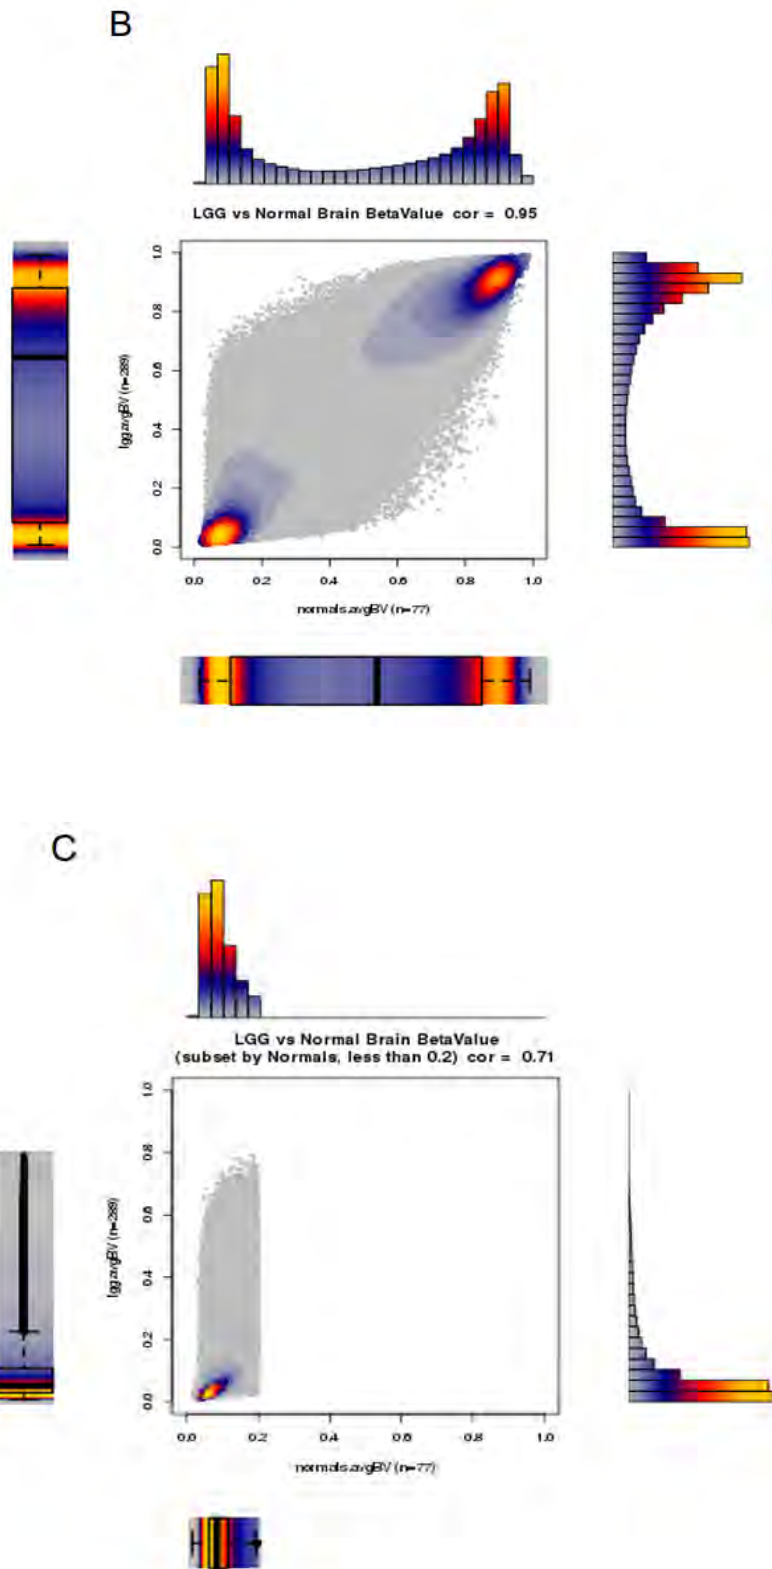 B
LGG vs Normal Brain BetaValue cor = 0.95
1.0
0.8
0.6
0.4
0.2
0.0
lgg.avgBV (n=289)
0.0 0.2 0.4 0.6 0.8 1.0
normals.avgBV (n=77)
C
LGG vs Normal Brain BetaValue
(subset by Normals, less than 0.2) cor = 0.71
1.0
0.8
0.6
0.4
0.2
0.0
lgg.avgBV (n=289)
0.0 0.2 0.4 0.6 0.8 1.0
normals.avgBV (n=77)